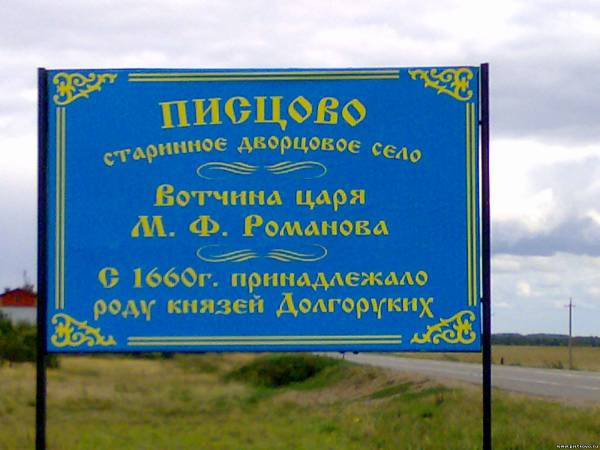 ПИСЦОВО
старинное дворцовое село
Вотчина царя
М. Ф. Романова
С 1660г. принадлежало
роду князей Долгоруких